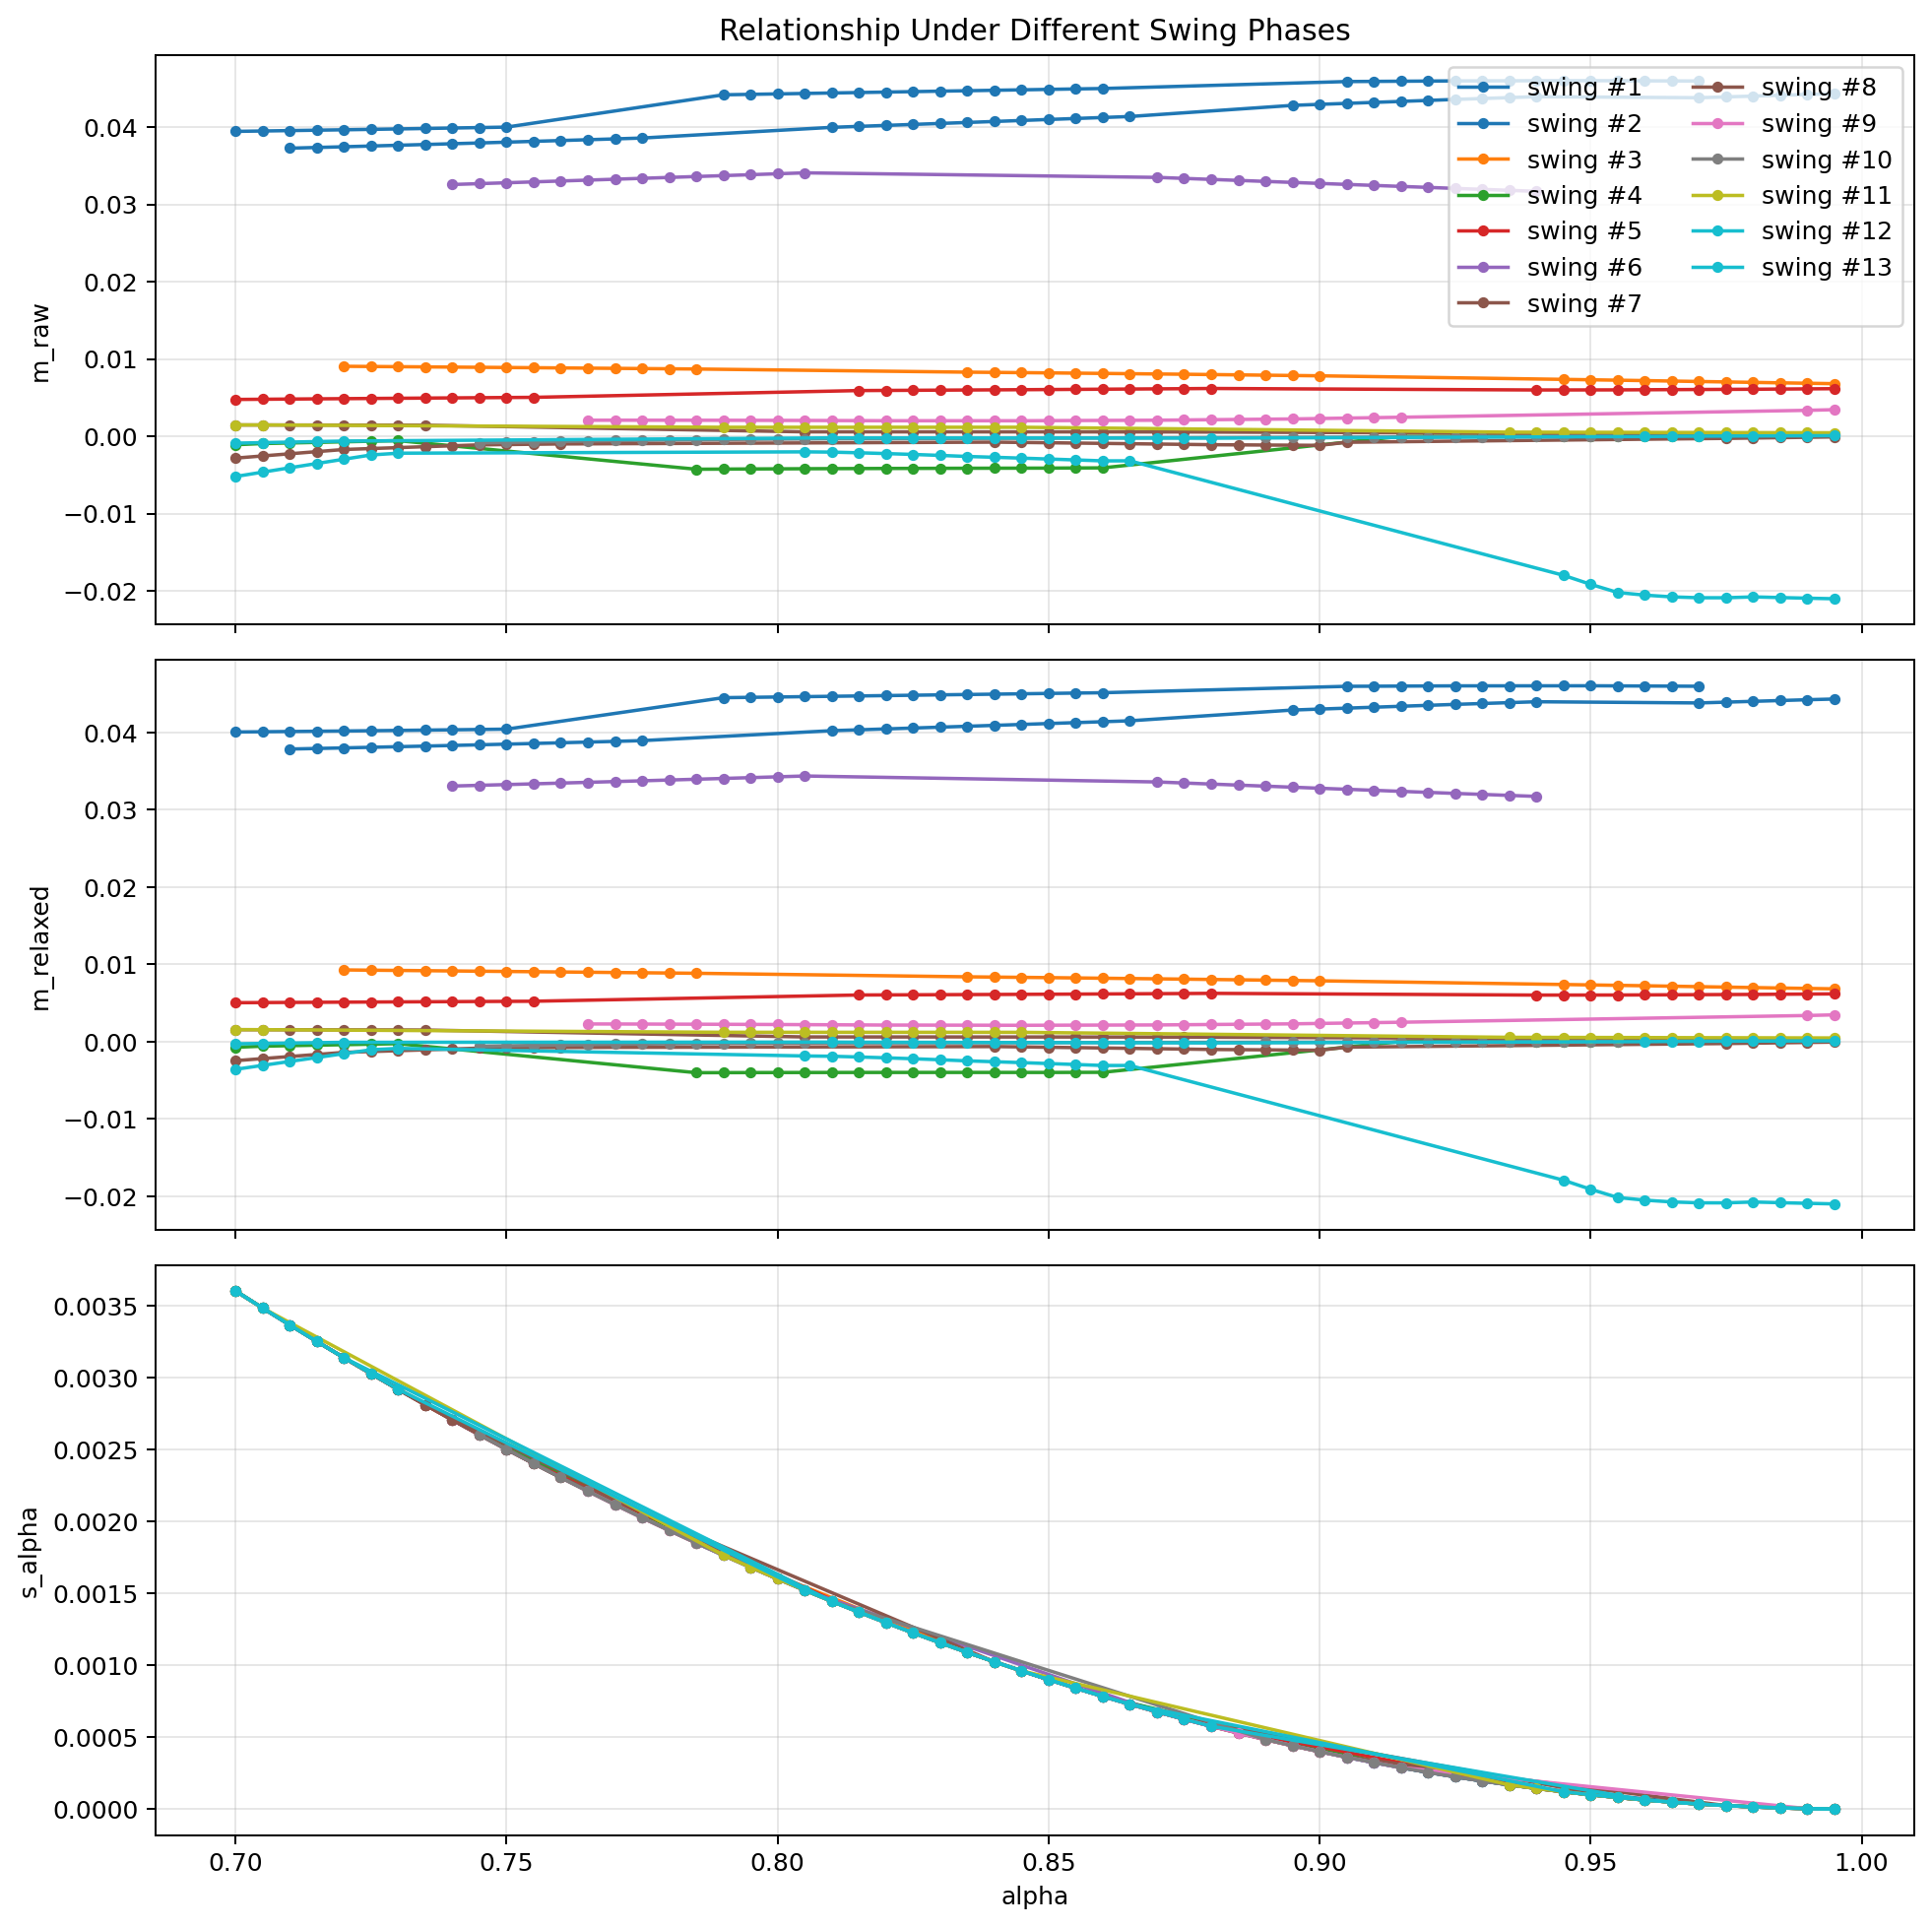 Relationship Under Different Swing Phases
m_raw
0.04
0.03
0.02
0.01
0.00
−0.01
−0.02
swing #1
swing #2
swing #3
swing #4
swing #5
swing #6
swing #7
swing #8
swing #9
swing #10
swing #11
swing #12
swing #13
m_relaxed
0.04
0.03
0.02
0.01
0.00
−0.01
−0.02
s_alpha
0.0035
0.0030
0.0025
0.0020
0.0015
0.0010
0.0005
0.0000
0.70 0.75 0.80 0.85 0.90 0.95 1.00
alpha